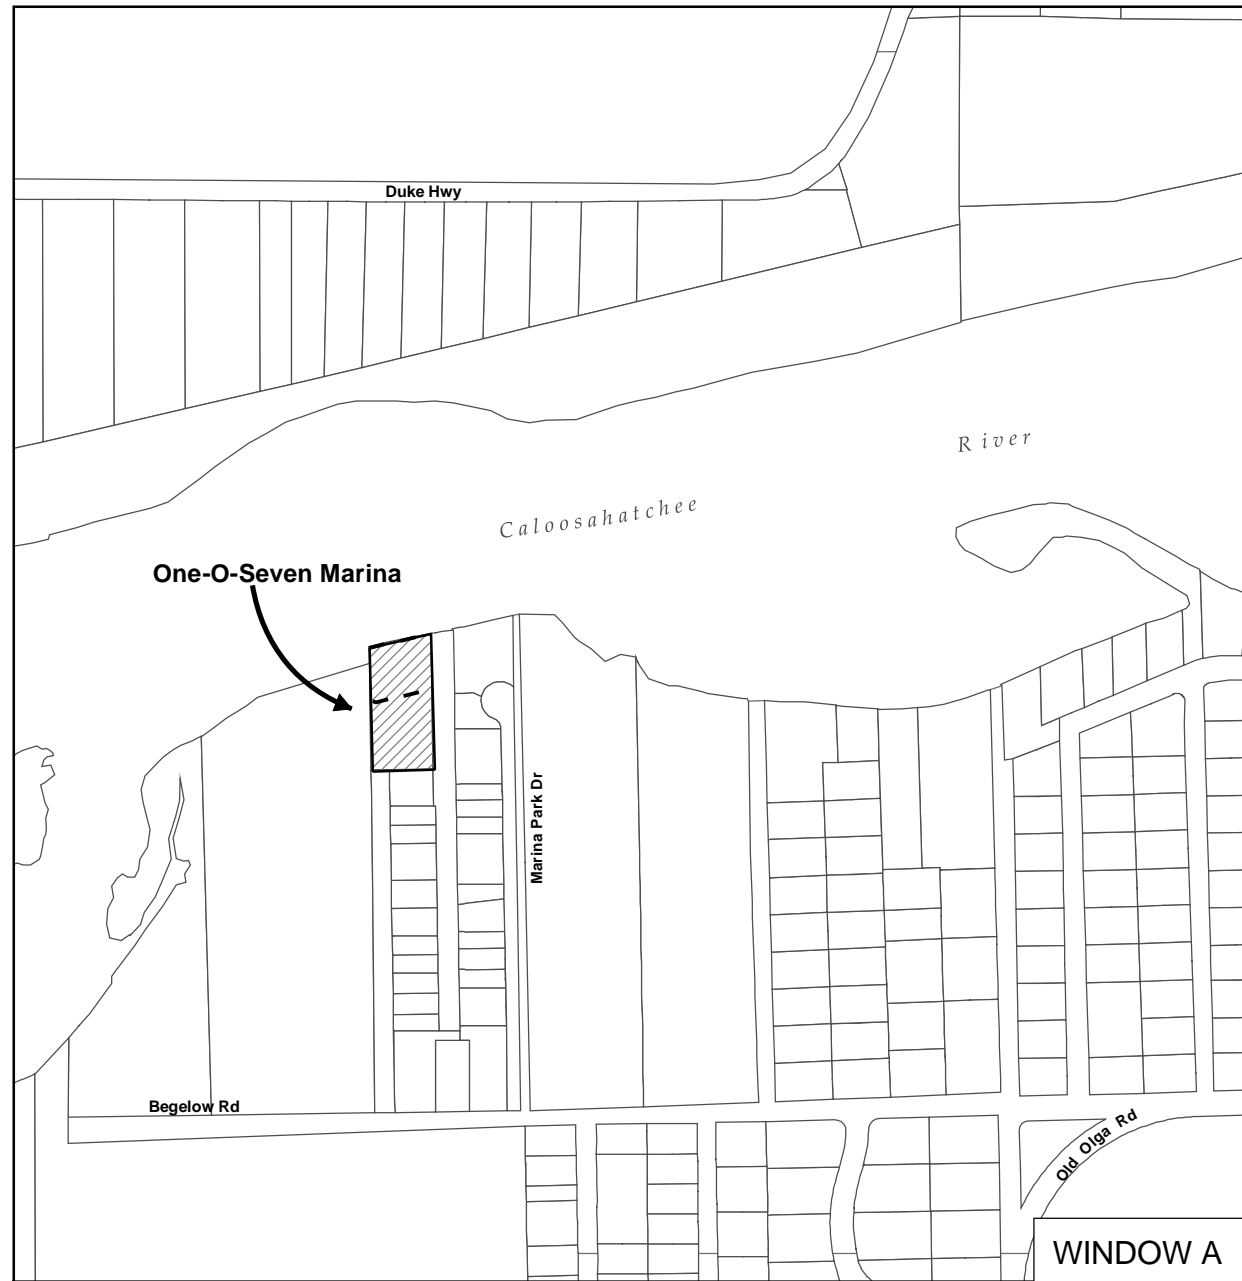 Duke Hwy
River
Caloosahatchee
One-O-Seven Marina
Marina Park Dr
Begelow Rd
Old Olga Rd
WINDOW A